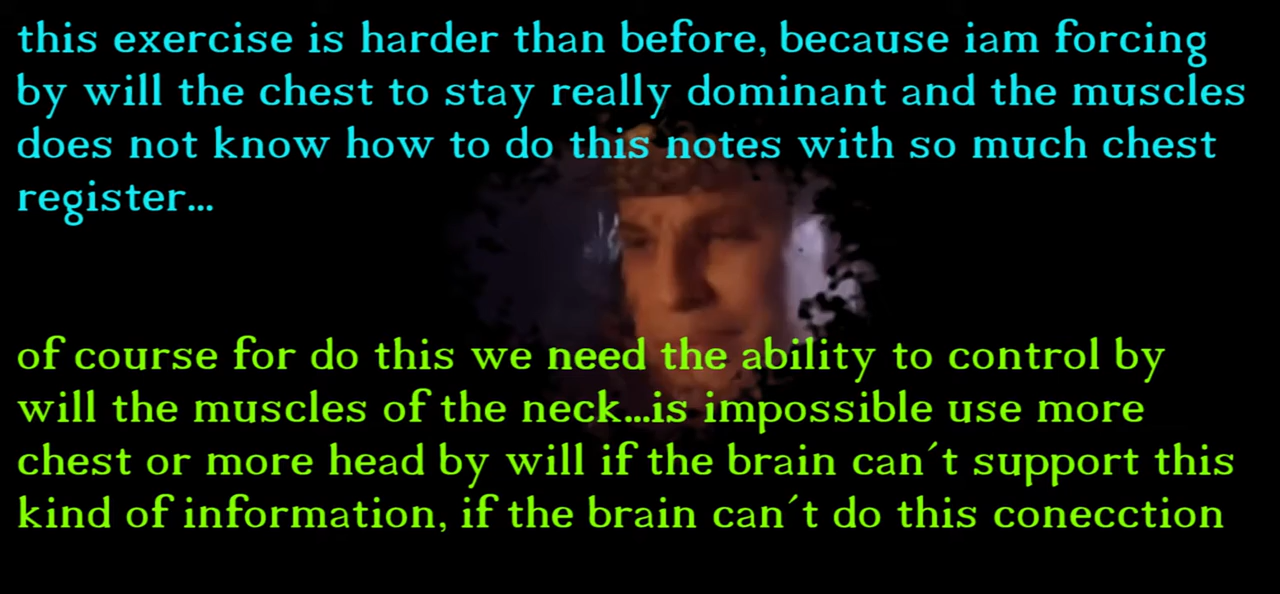 this exercise is harder than before, because iam forcing
by will the chest to stay really dominant and the muscles
does not know how to do this notes with so much chest
register...
of course for do this we need the ability to control by
will the muscles of the neck...is impossible use more
chest or more head by will if the brain can´t support this
kind of information, if the brain can´t do this conecction